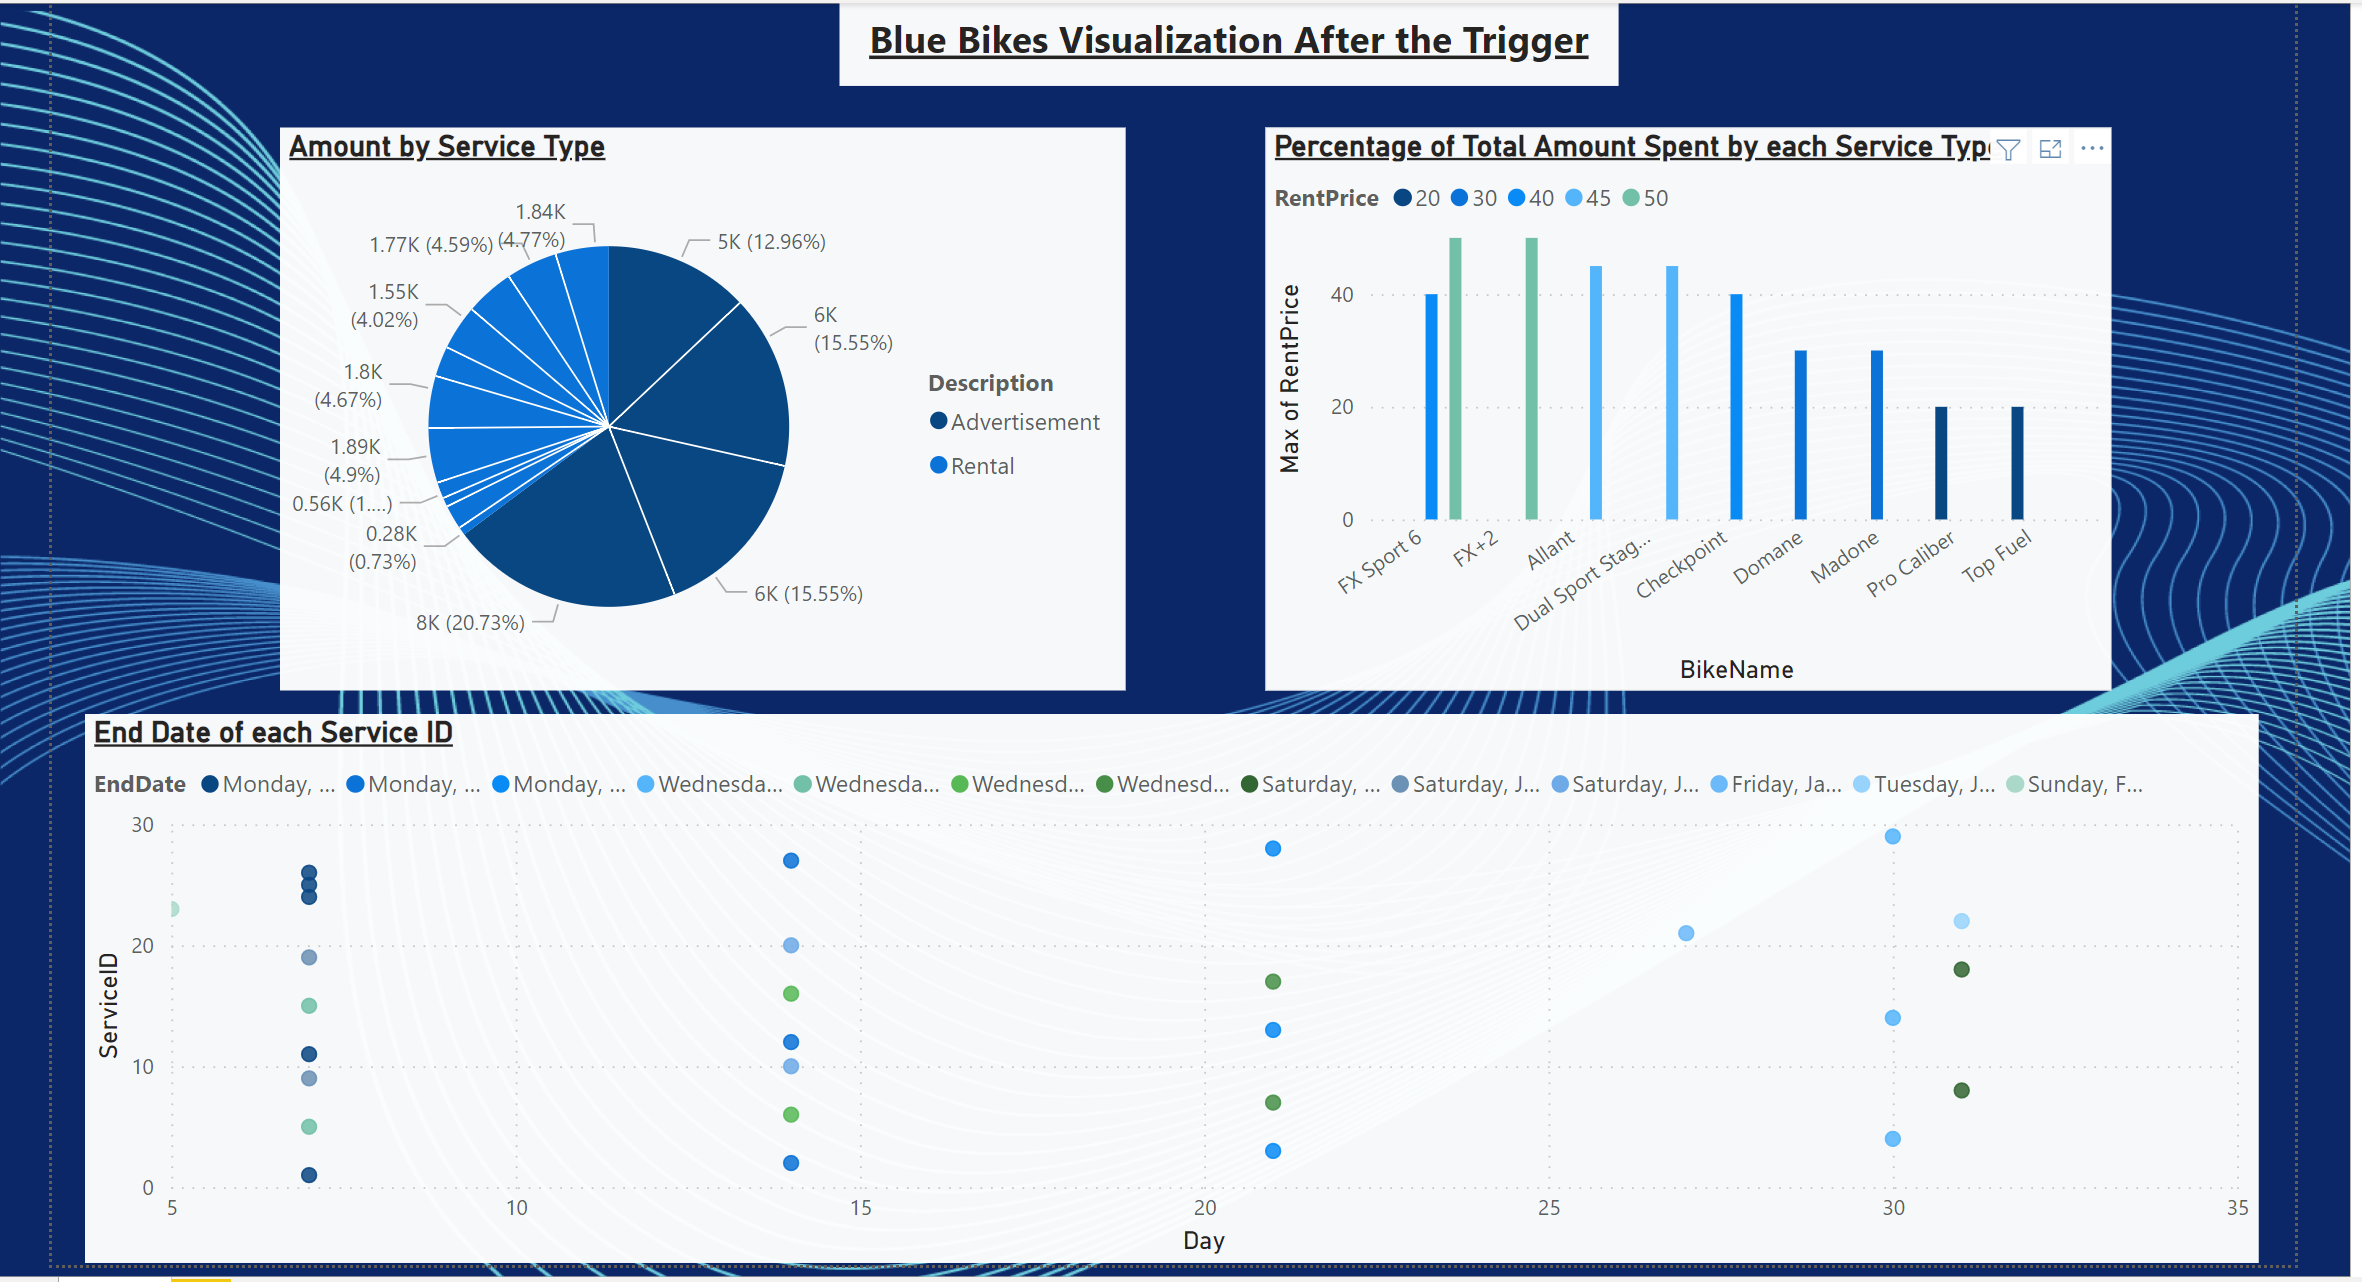 Blue Bikes Visualization After the Trigger
Amount by Service Type
1.84K
(4.77%)
1.77K (4.59%)
1.55K
(4.02%)
1.8K
(4.67%)
1.89K
(4.9%)
0.56K (1....)
0.28K
(0.73%)
8K (20.73%)
5K (12.96%)
6K
(15.55%)
6K (15.55%)
Description
Advertisement
Rental
Percentage of Total Amount Spent by each Service Type
RentPrice 20 30 40 45 50
Max of RentPrice
40
20
0
FX Sport 6
FX+2
Allant
Dual Sport Stag...
Checkpoint
Domane
Madone
Pro Caliber
Top Fuel
BikeName
End Date of each Service ID
EndDate Monday, ... Monday, ... Monday, ... Wednesda... Wednesda... Wednesd... Wednesd... Saturday, ... Saturday, J... Saturday, J... Friday, Ja... Tuesday, J... Sunday, F...
ServiceID
30
20
10
0
5 10 15 20 25 30 35
Day